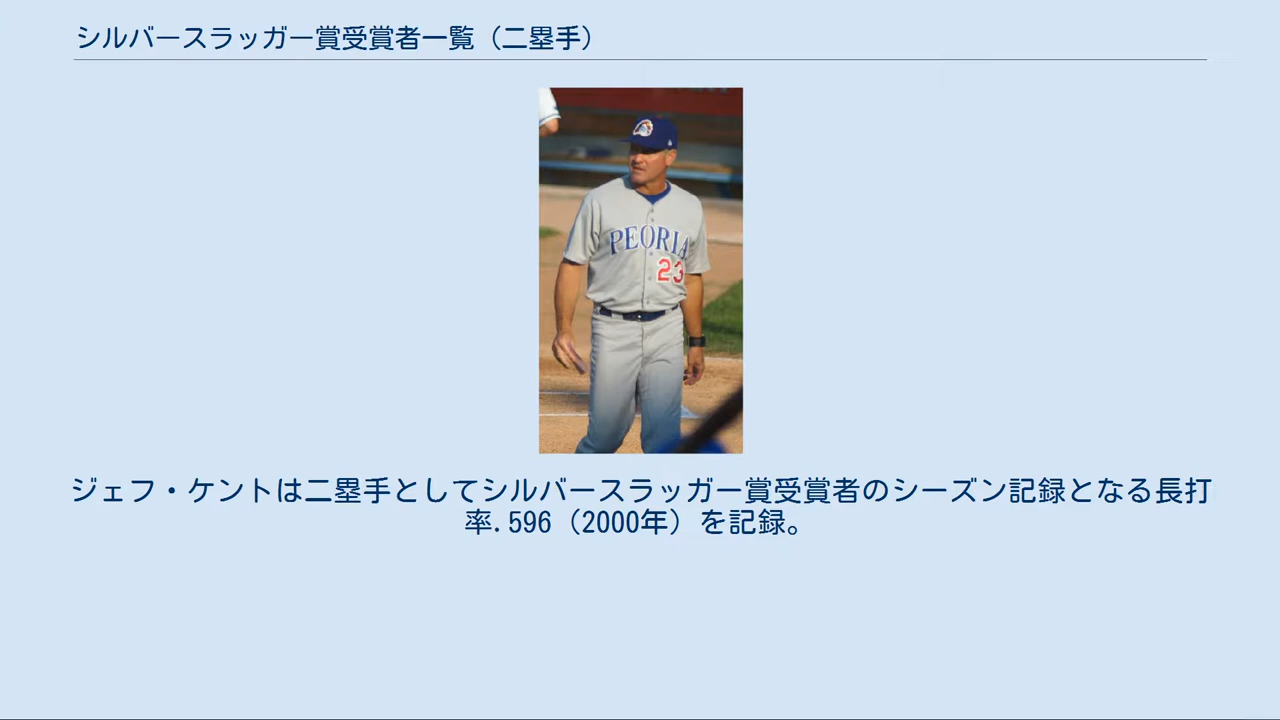 シルバースラッガー賞受賞者一覧（二塁手）
PEORIA
23
ジェフ・ケントは二塁手としてシルバースラッガー賞受賞者のシーズン記録となる長打
率.596（2000年）を記録。